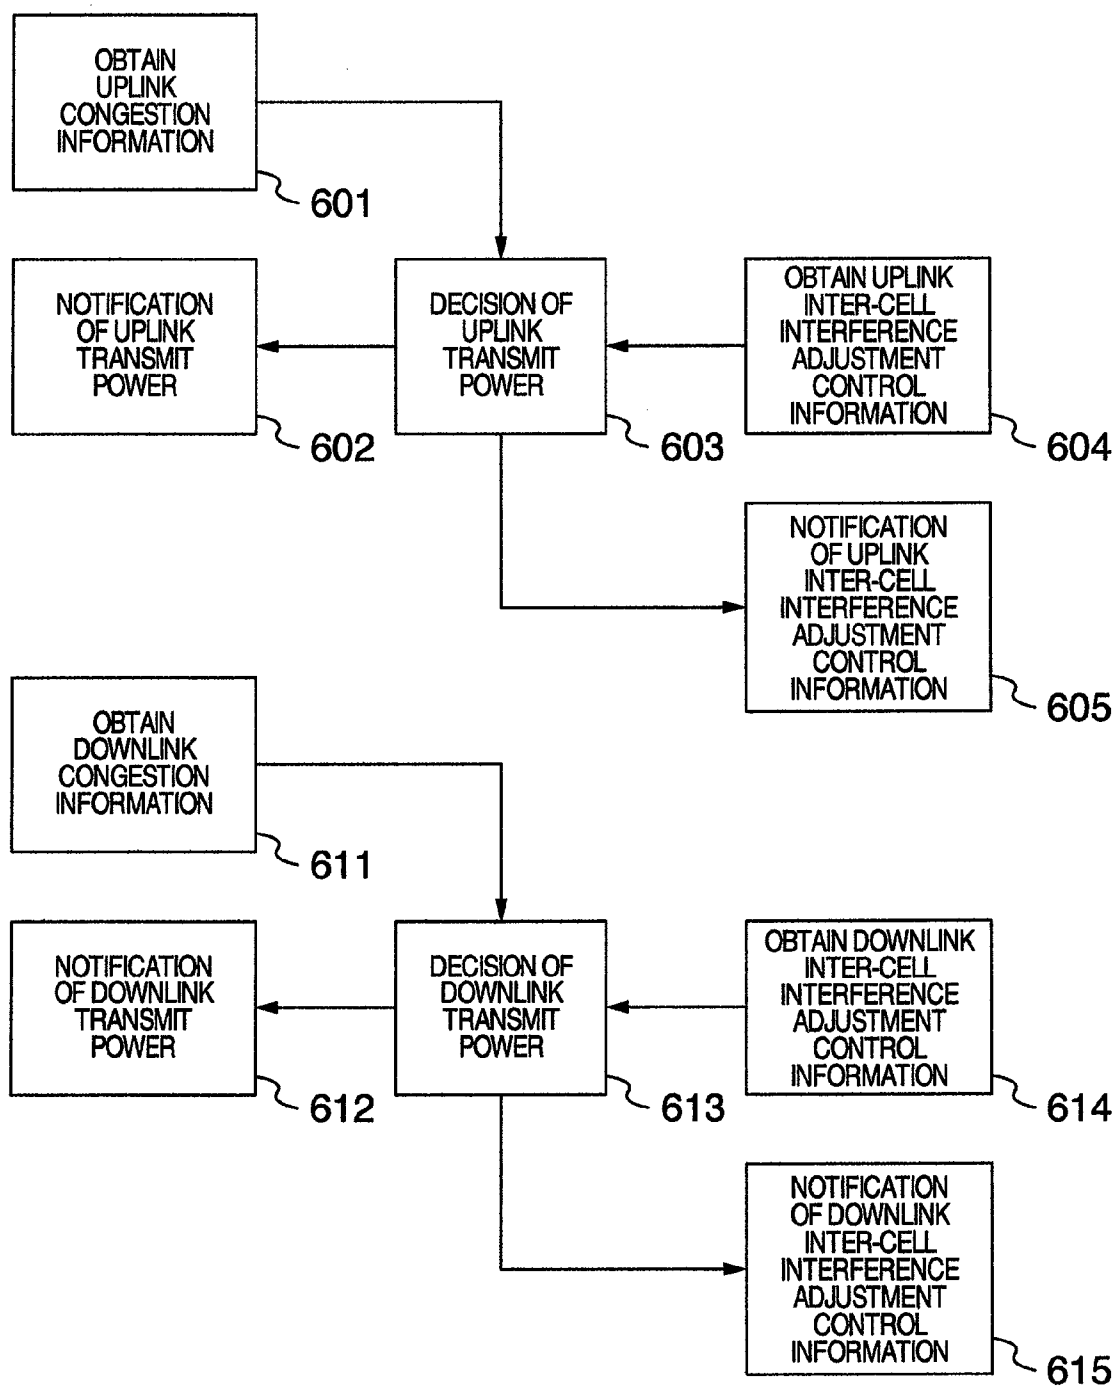 OBTAIN
UPLINK
CONGESTION
INFORMATION
601
NOTIFICATION
OF UPLINK
TRANSMIT
POWER
602
DECISION OF
UPLINK
TRANSMIT
POWER
603
OBTAIN UPLINK
INTER-CELL
INTERFERENCE
ADJUSTMENT
CONTROL
INFORMATION
604
NOTIFICATION
OF UPLINK
INTER-CELL
INTERFERENCE
ADJUSTMENT
CONTROL
INFORMATION
605
OBTAIN
DOWNLINK
CONGESTION
INFORMATION
611
NOTIFICATION
OF DOWNLINK
TRANSMIT
POWER
612
DECISION OF
DOWNLINK
TRANSMIT
POWER
613
OBTAIN DOWNLINK
INTER-CELL
INTERFERENCE
ADJUSTMENT
CONTROL
INFORMATION
614
NOTIFICATION
OF DOWNLINK
INTER-CELL
INTERFERENCE
ADJUSTMENT
CONTROL
INFORMATION
615